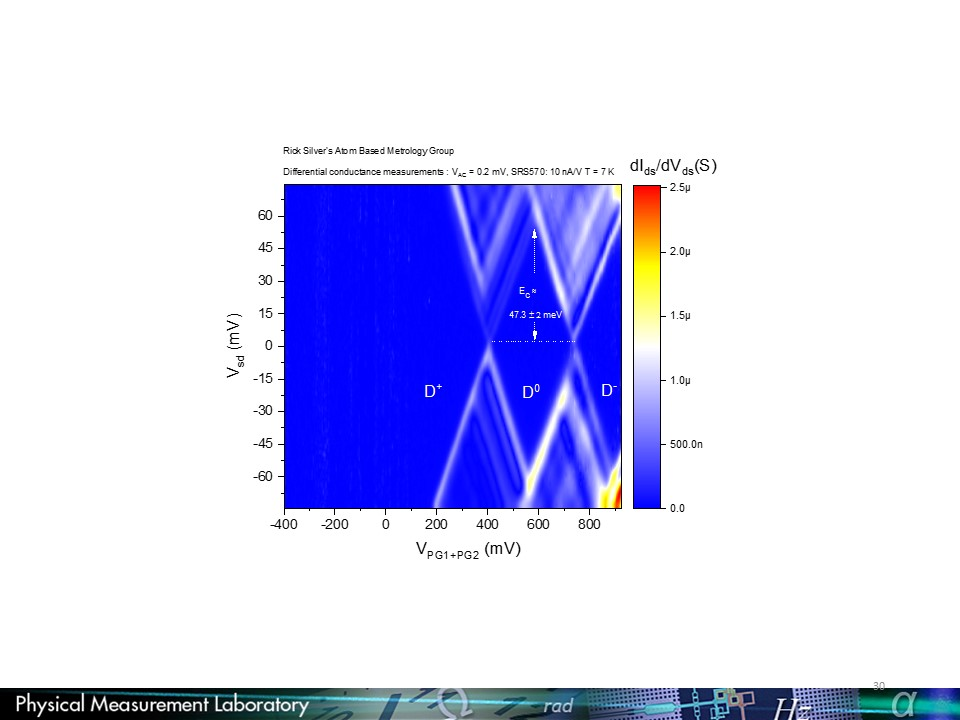 Rick Silver's Atom Based Metrology Group
Differential conductance measurements : VAC = 0.2 mV, SRS570: 10 nA/V T = 7 K
dIds/dVds(S)
2.5µ
2.0µ
1.5µ
1.0µ
500.0n
0.0
60
45
30
15
0
-15
-30
-45
-60
Vsd (mV)
EC ≈
47.3 ± 2 meV
D+
D0
D-
-400 -200 0 200 400 600 800
VPG1+PG2 (mV)
30
Physical Measurement Laboratory
Ω
rad
Hz
α